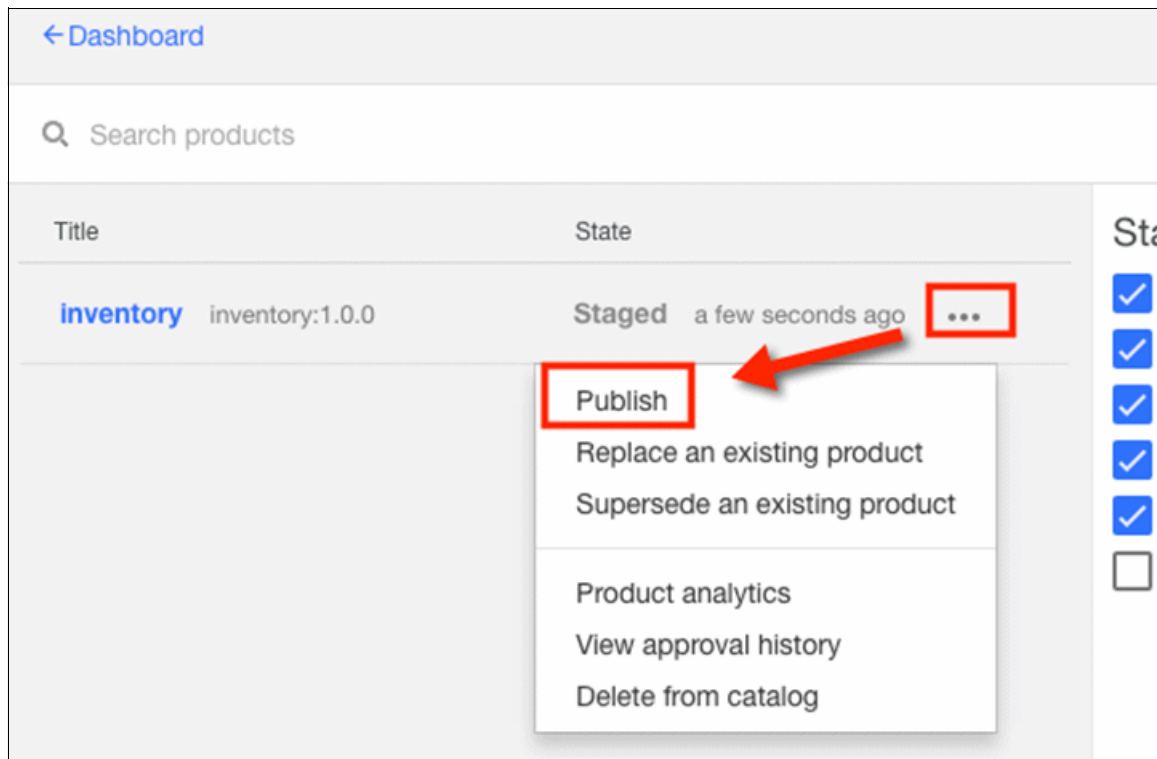 ←Dashboard
Search products
Title State
inventory inventory:1.0.0 Staged a few seconds ago •••
Publish
Replace an existing product
Supersede an existing product
Product analytics
View approval history
Delete from catalog